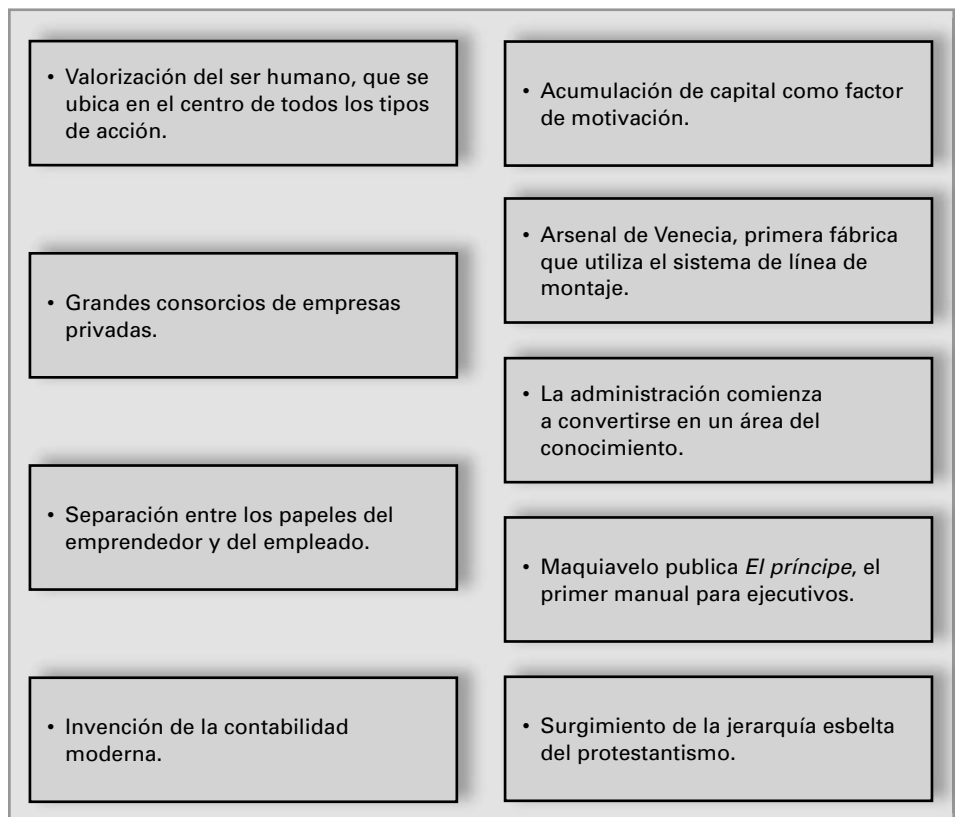 • Valorización del ser humano, que se
ubica en el centro de todos los tipos
de acción.
• Grandes consorcios de empresas
privadas.
• Separación entre los papeles del
emprendedor y del empleado.
• Invención de la contabilidad
moderna.
• Acumulación de capital como factor
de motivación.
• Arsenal de Venecia, primera fábrica
que utiliza el sistema de línea de
montaje.
• La administración comienza
a convertirse en un área del
conocimiento.
• Maquiavelo publica El príncipe, el
primer manual para ejecutivos.
• Surgimiento de la jerarquía esbelta
del protestantismo.